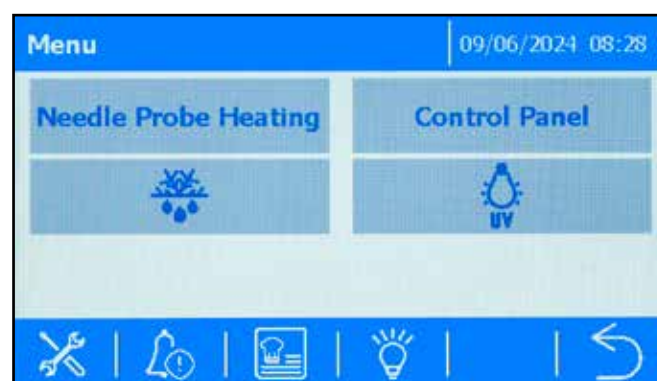 Menu
09/06/2024 08:28
Needle Probe Heating
Control Panel
UV